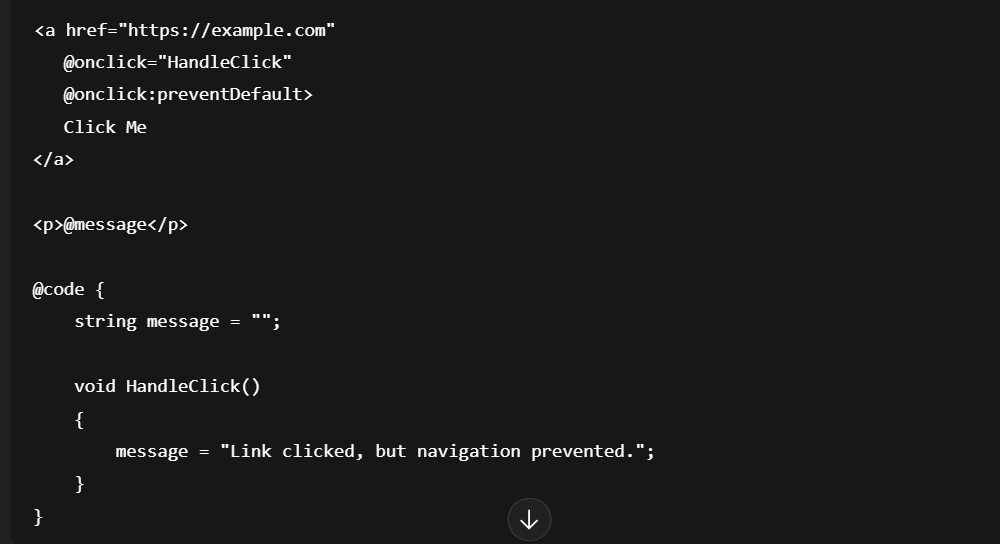 <a href="https://example.com"
   @onclick="HandleClick"
   @onclick:preventDefault>
   Click Me
</a>

<p>@message</p>

@code {
    string message = "";

    void HandleClick()
    {
        message = "Link clicked, but navigation prevented.";
    }
}